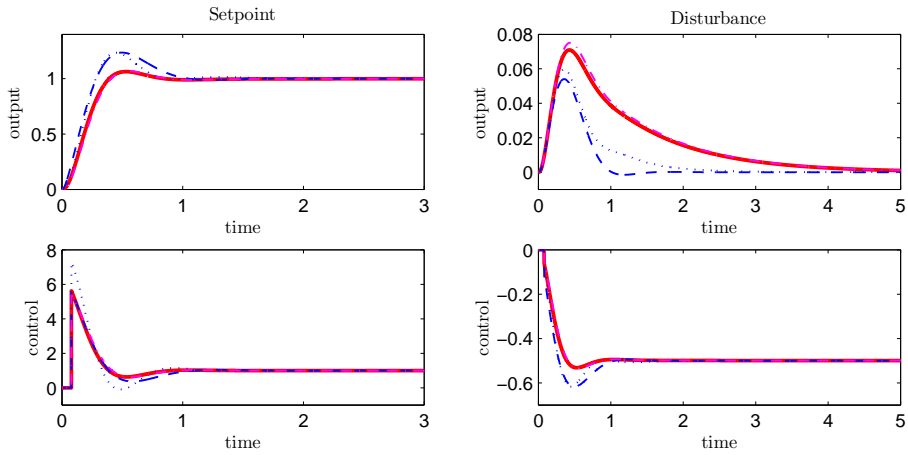 Setpoint
Disturbance
output
1
0.5
0
0 1 2 3
time
output
0.08
0.06
0.04
0.02
0
0 1 2 3 4 5
time
control
8
6
4
2
0
0 1 2 3
time
control
0
−0.2
−0.4
−0.6
0 1 2 3 4 5
time